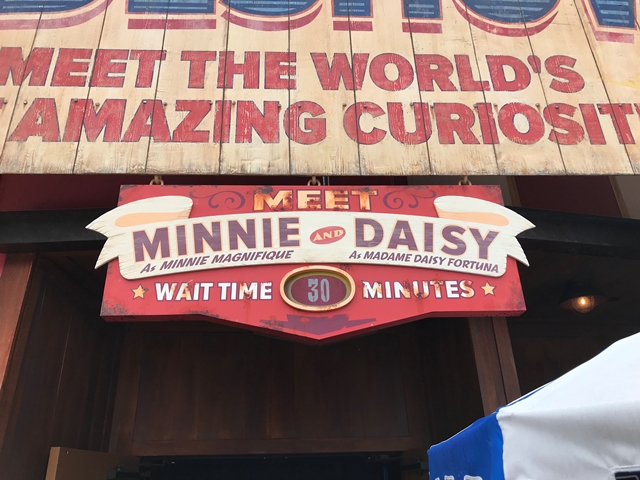 MEET THE WORLD'S
AMAZING CURIOSIT
MEET
MINNIE AND DAISY
As MINNIE MAGNIFIQUE As MADAME DAISY FORTUNA
WAIT TIME 30 MINUTES